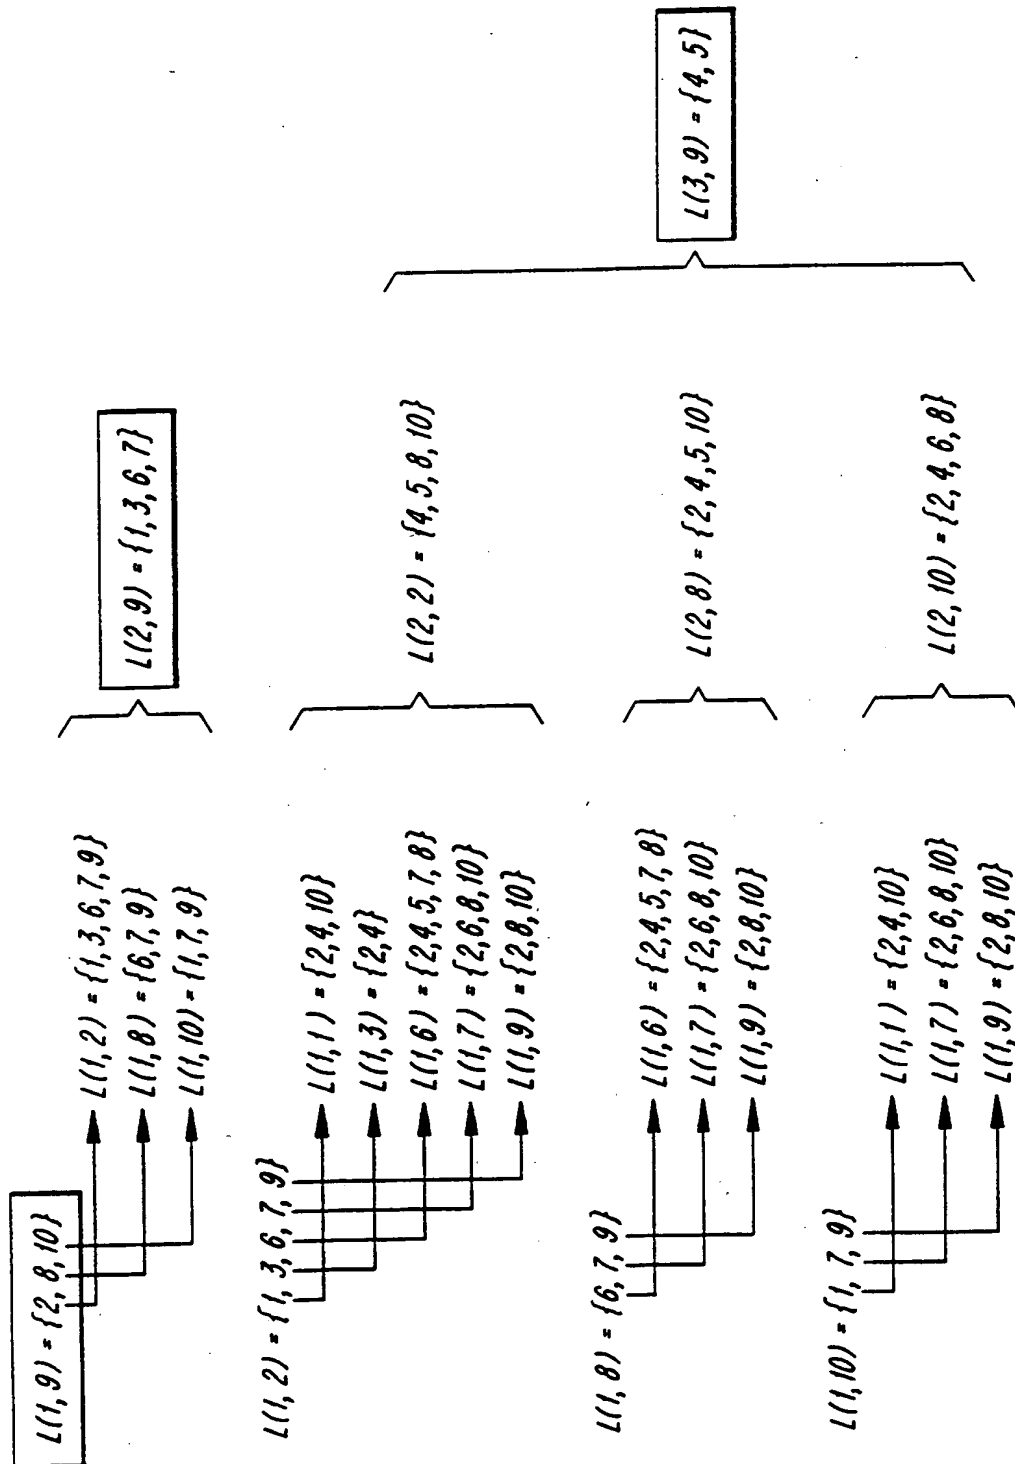 L(1,9) = {2, 8, 10}
L(1,2) = {1,3,6,7,9}
L(1,8) = {6,7,9}
L(1,10) = {1,7,9}
L(2,9) = {1,3,6,7}
L(1,2) = {1, 3, 6, 7, 9}
L(1,1) = {2,4,10}
L(1,3) = {2,4}
L(1,6) = {2,4,5,7,8}
L(1,7) = {2,6,8,10}
L(1,9) = {2,8,10}
L(2,2) = {4,5,8,10}
L(1,8) = {6, 7, 9}
L(1,6) = {2,4,5,7,8}
L(1,7) = {2,6,8,10}
L(1,9) = {2,8,10}
L(2,8) = {2,4,5,10}
L(1,10) = {1, 7, 9}
L(1,1) = {2,4,10}
L(1,7) = {2,6,8,10}
L(1,9) = {2,8,10}
L(2,10) = {2,4,6,8}
L(3,9) = {4,5}